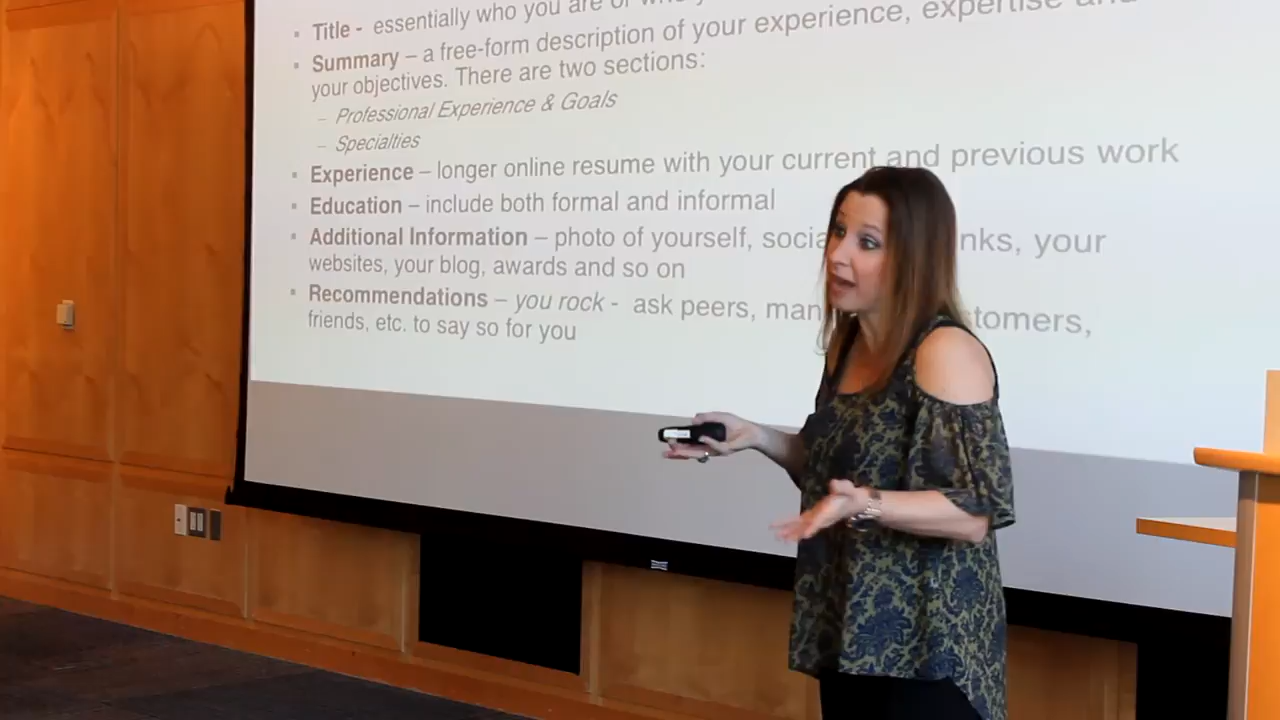 Title - essentially who you are or
Summary – a free-form description of your experience, expertise and
your objectives. There are two sections:
– Professional Experience & Goals
– Specialties
Experience – longer online resume with your current and previous work
Education – include both formal and informal
Additional Information – photo of yourself, socia nks, your
websites, your blog, awards and so on
Recommendations – you rock - ask peers, man tomers,
friends, etc. to say so for you